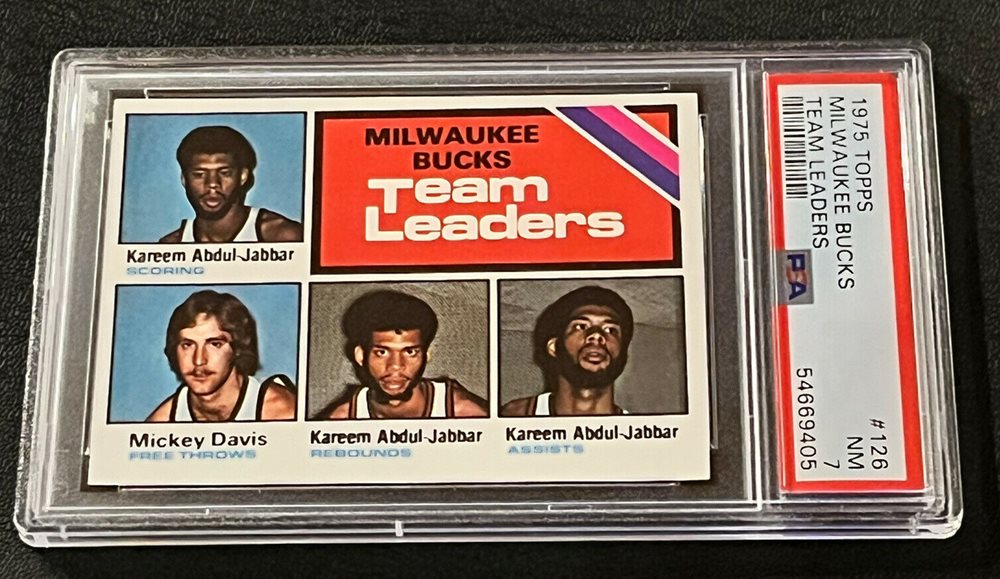 MILWAUKEE
BUCKS
Team
Leaders
Kareem Abdul-Jabbar
SCORING
Mickey Davis
FREE THROWS
Kareem Abdul-Jabbar
REBOUNDS
Kareem Abdul-Jabbar
ASSISTS
1975 TOPPS
MILWAUKEE BUCKS
TEAM LEADERS
PSA
#126
NM
7
54669405